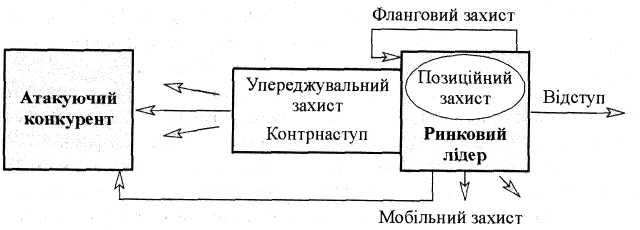 Фланговий захист
Атакуючий
конкурент
Упереджувальний
захист
Контрнаступ
Позиційний
захист
Ринковий
лідер
Відступ
Мобільний захист